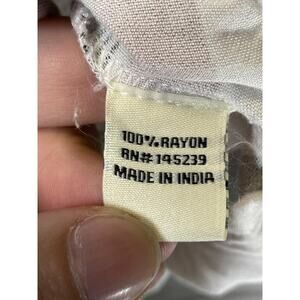 100% RAYON
RN# 145239
MADE IN INDIA